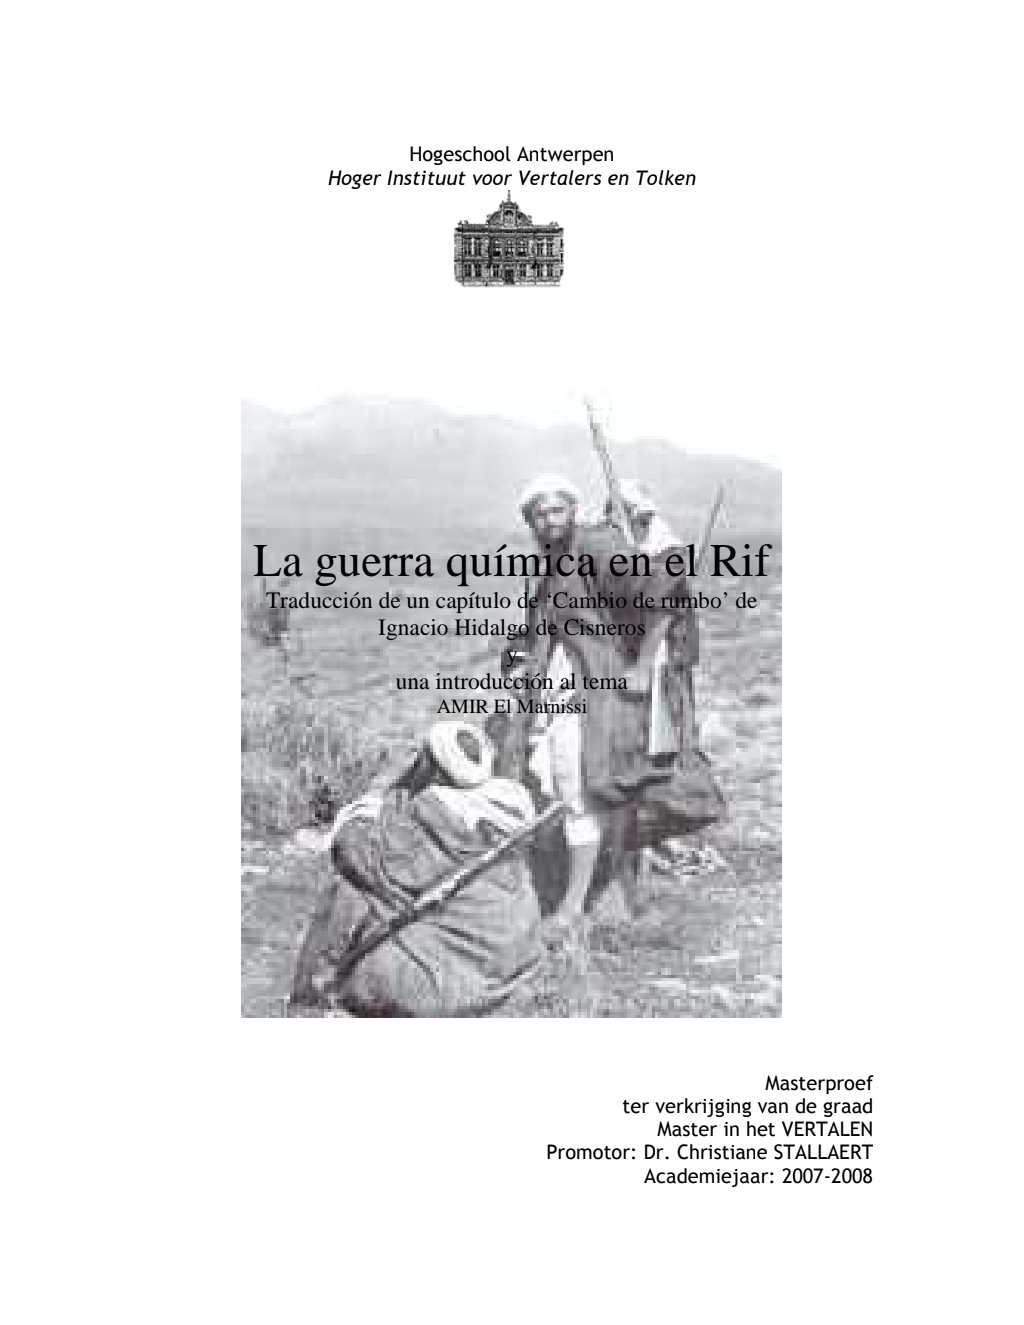 Hogeschool Antwerpen
Hoger Instituut voor Vertalers en Tolken
La guerra química en el Rif
Traducción de un capítulo de ‘Cambio de rumbo’ de
Ignacio Hidalgo de Cisneros
y
una introducción al tema
AMIR El Marnissi
Masterproef
ter verkrijging van de graad
Master in het VERTALEN
Promotor: Dr. Christiane STALLAERT
Academiejaar: 2007-2008